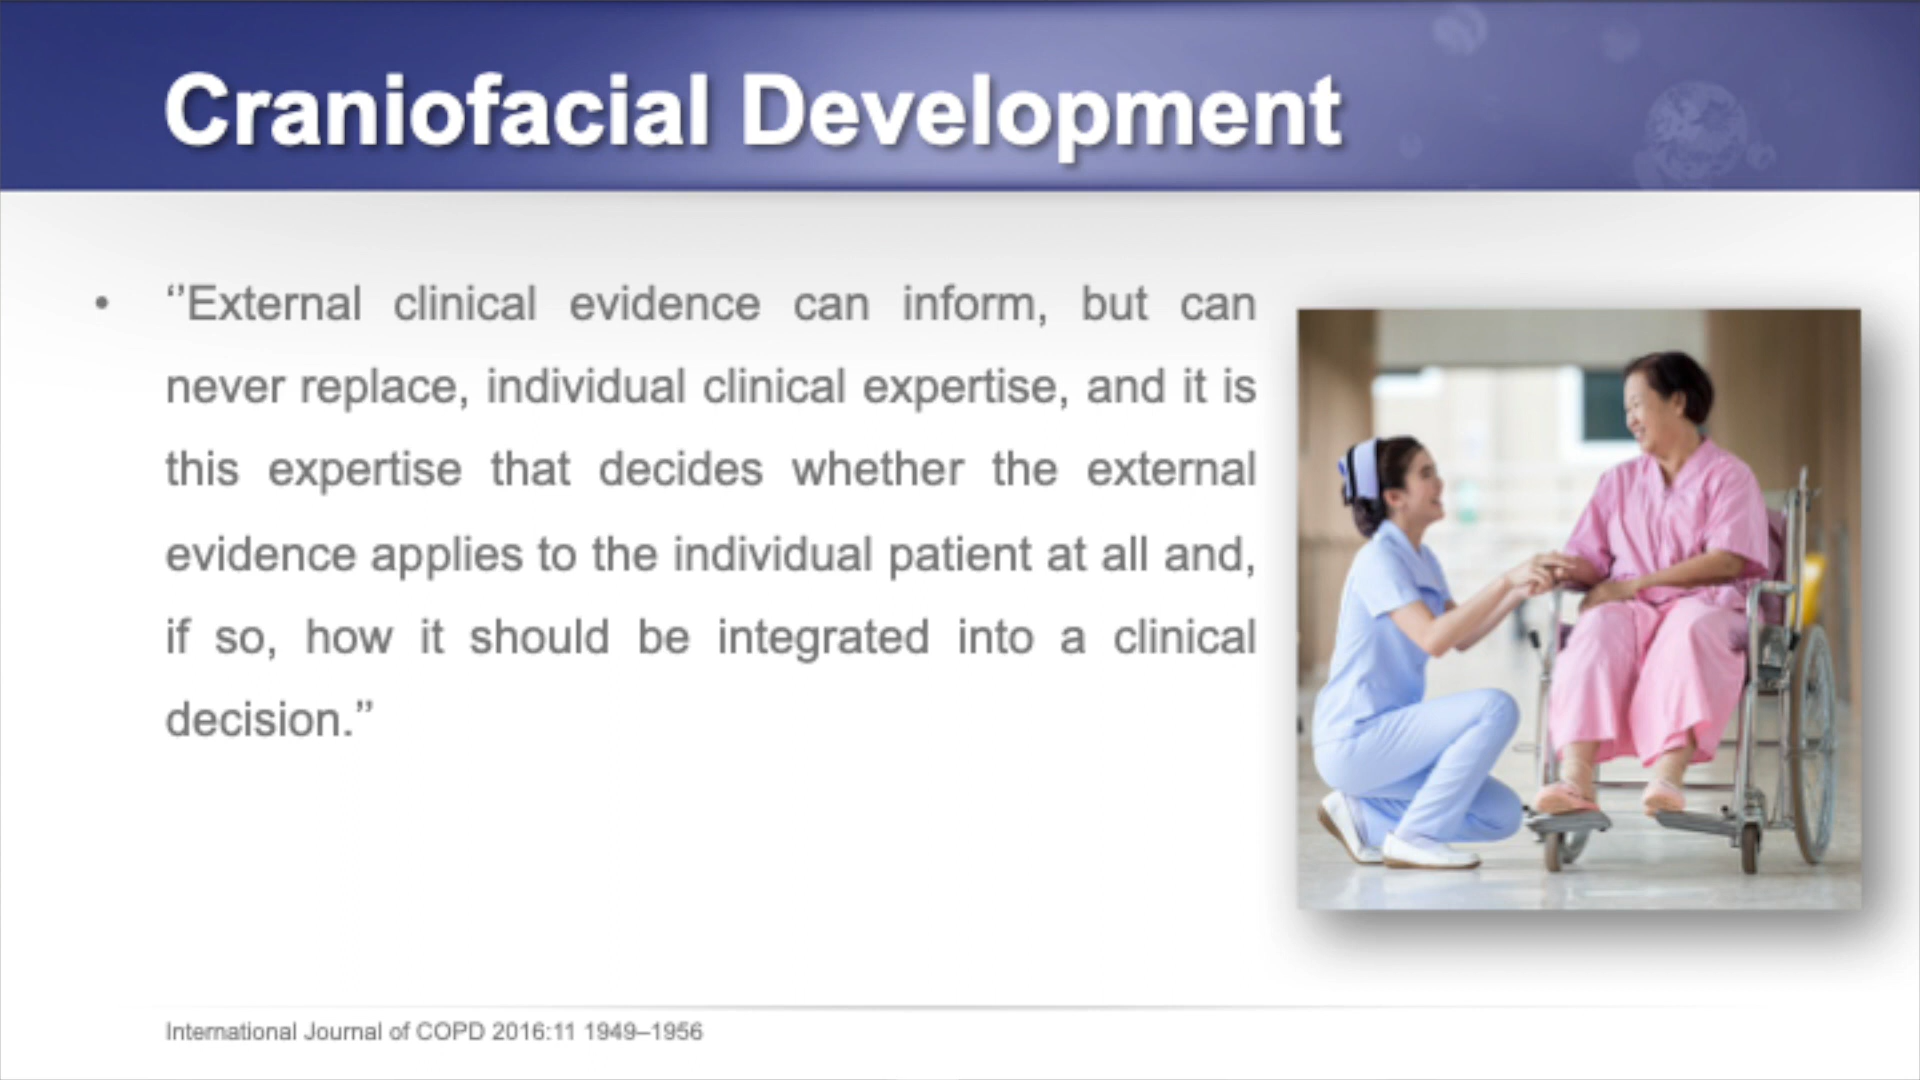 Craniofacial Development
• ‘’External clinical evidence can inform, but can
never replace, individual clinical expertise, and it is
this expertise that decides whether the external
evidence applies to the individual patient at all and,
if so, how it should be integrated into a clinical
decision.”
International Journal of COPD 2016:11 1949–1956